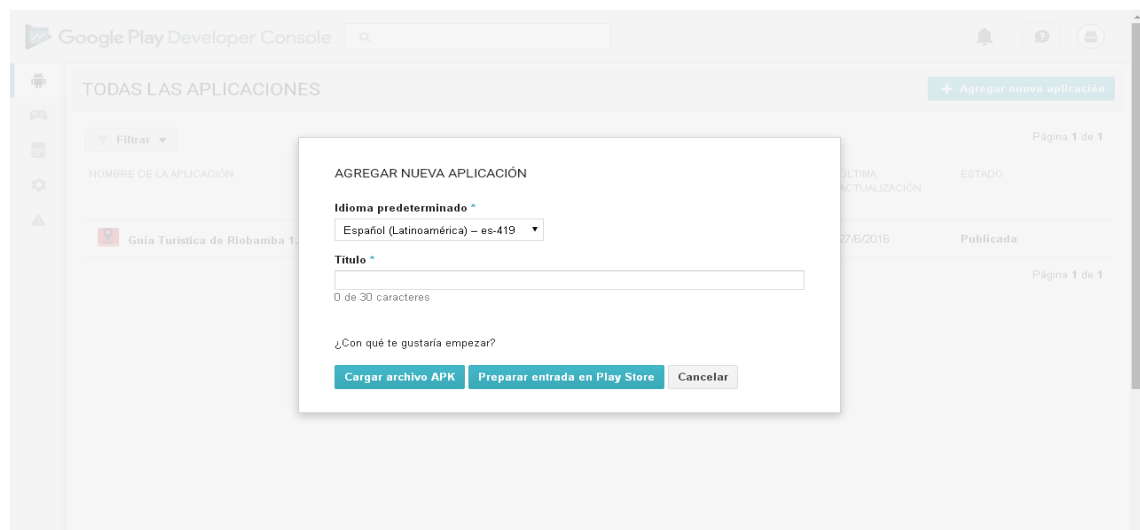 Google Play Developer Console
TODAS LAS APLICACIONES
+ Agregar nueva aplicación
Filtrar
Página 1 de 1
NOMBRE DE LA APLICACIÓN
ÚLTIMA
ACTUALIZACIÓN
ESTADO
Guía Turística de Riobamba 1.
27/6/2016
Publicada
Página 1 de 1
AGREGAR NUEVA APLICACIÓN
Idioma predeterminado *
Español (Latinoamérica) – es-419
Título *
0 de 30 caracteres
¿Con qué te gustaría empezar?
Cargar archivo APK
Preparar entrada en Play Store
Cancelar